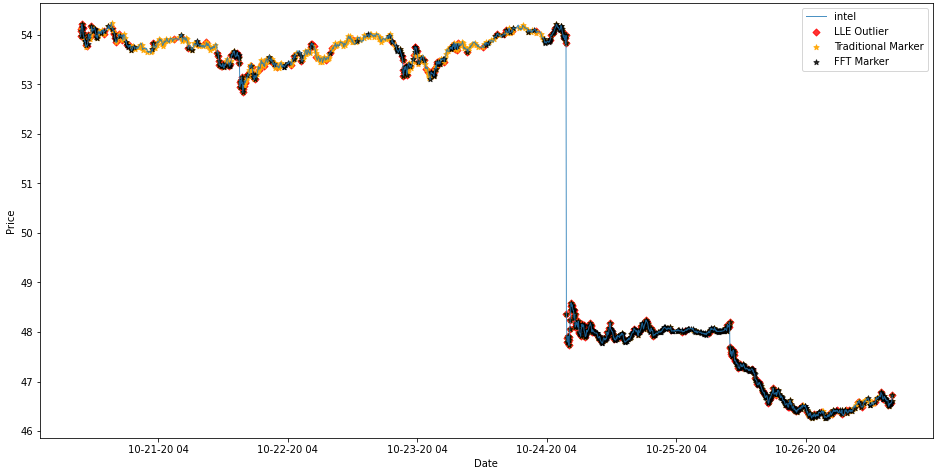 intel
LLE Outlier
Traditional Marker
FFT Marker
54
53
52
51
50
49
48
47
46
Price
10-21-20 04
10-22-20 04
10-23-20 04
10-24-20 04
10-25-20 04
10-26-20 04
Date